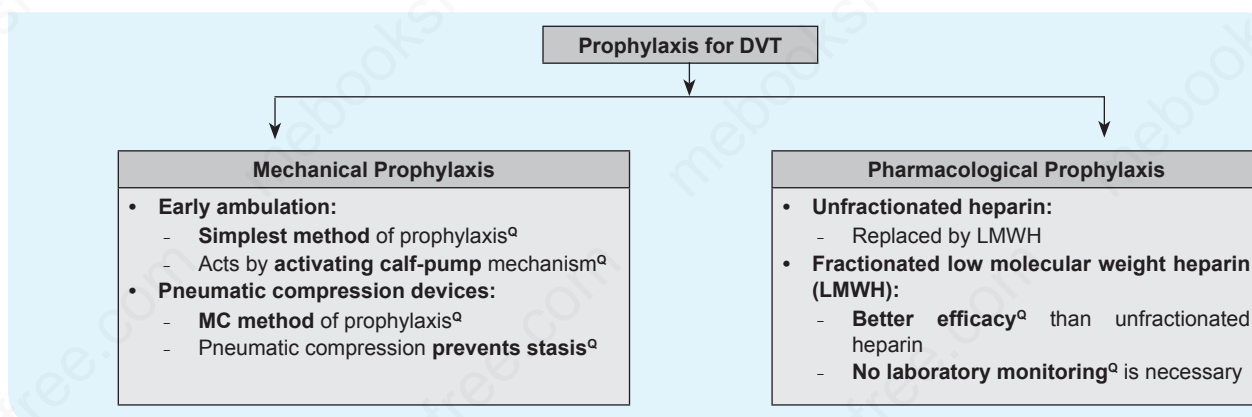 Prophylaxis for DVT
Mechanical Prophylaxis
• Early ambulation:
- Simplest method of prophylaxisQ
- Acts by activating calf-pump mechanismQ
• Pneumatic compression devices:
- MC method of prophylaxisQ
- Pneumatic compression prevents stasisQ
Pharmacological Prophylaxis
• Unfractionated heparin:
- Replaced by LMWH
• Fractionated low molecular weight heparin
(LMWH):
- Better efficacyQ than unfractionated
heparin
- No laboratory monitoringQ is necessary
mebooksfree.com